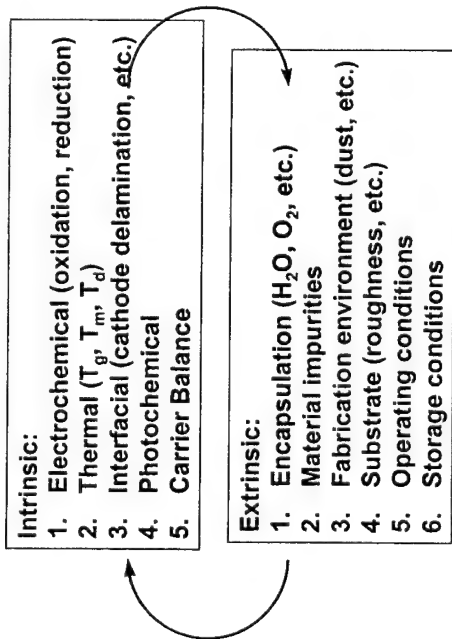 Intrinsic:
1. Electrochemical (oxidation, reduction)
2. Thermal (Tg, Tm, Td)
3. Interfacial (cathode delamination, etc.)
4. Photochemical
5. Carrier Balance
Extrinsic:
1. Encapsulation (H2O, O2, etc.)
2. Material impurities
3. Fabrication environment (dust, etc.)
4. Substrate (roughness, etc.)
5. Operating conditions
6. Storage conditions